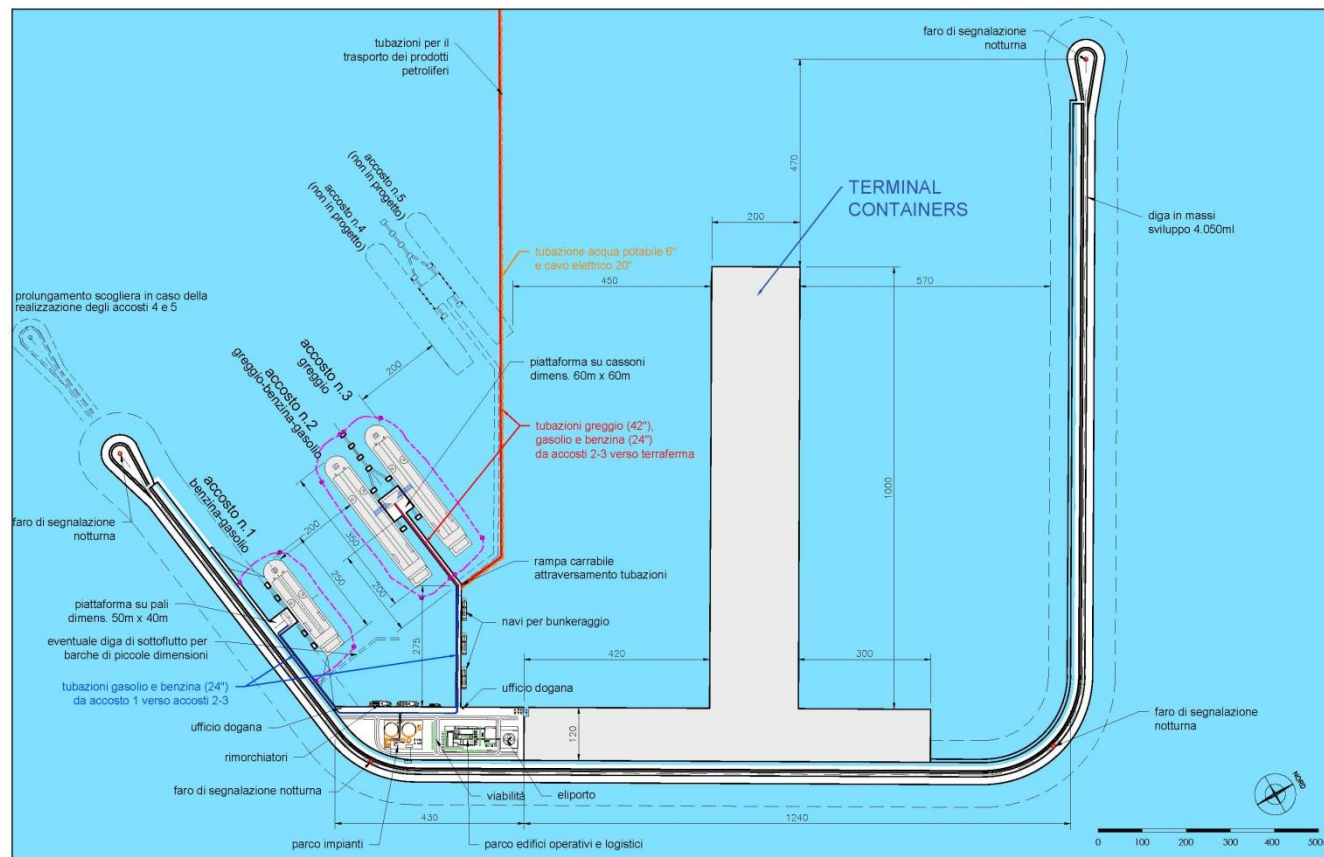 tubazioni per il
trasporto dei prodotti
petroliferi
faro di segnalazione
notturna
accosto n.5
(non in progetto)
accosto n.4
(non in progetto)
470
TERMINAL
CONTAINERS
200
diga in massi
sviluppo 4.050ml
tubazione acqua potabile 6"
e cavo elettrico 20"
450
570
prolungamento scogliera in caso della
realizzazione degli accosti 4 e 5
accosto n.3
greggio
accosto n.2
greggio-benzina-gasolio
200
piattaforma su cassoni
dimens. 60m x 60m
tubazioni greggio (42"),
gasolio e benzina (24")
da accosti 2-3 verso terraferma
1000
accosto n.1
benzina-gasolio
faro di segnalazione
notturna
200
350
250
200
rampa carrabile
attraversamento tubazioni
piattaforma su pali
dimens. 50m x 40m
navi per bunkeraggio
eventuale diga di sottoflutto per
barche di piccole dimensioni
275
420
300
tubazioni gasolio e benzina (24")
da accosto 1 verso accosti 2-3
ufficio dogana
ufficio dogana
120
faro di segnalazione
notturna
rimorchiatori
faro di segnalazione notturna
viabilità
eliporto
NORD
430
1240
parco impianti
parco edifici operativi e logistici
0 100 200 300 400 500m